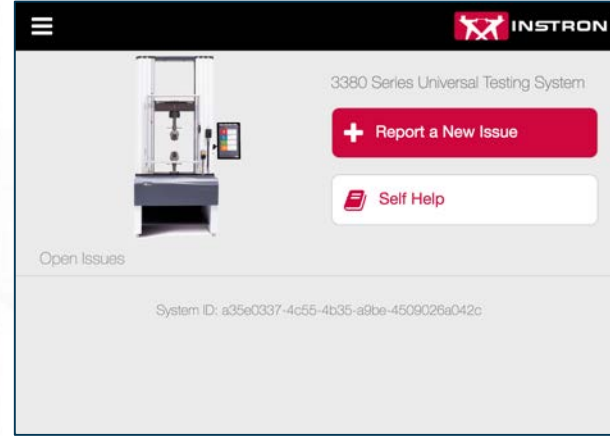 INSTRON
3380 Series Universal Testing System
Report a New Issue
Self Help
Open Issues
System ID: a35e0337-4c55-4b35-a9be-4509026a042c